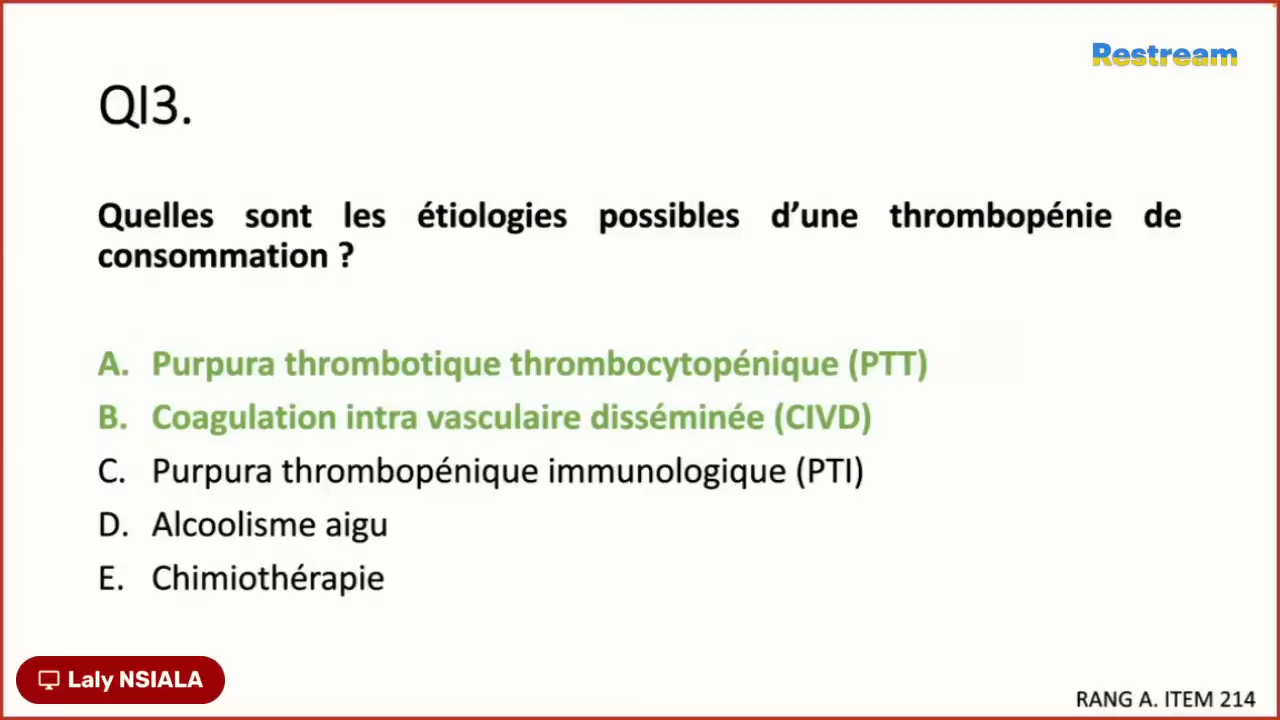 Restream
QI3.
Quelles sont les étiologies possibles d’une thrombopénie de
consommation ?
A. Purpura thrombotique thrombocytopénique (PTT)
B. Coagulation intra vasculaire disséminée (CIVD)
C. Purpura thrombopénique immunologique (PTI)
D. Alcoolisme aigu
E. Chimiothérapie
Laly NSIALA
RANG A. ITEM 214